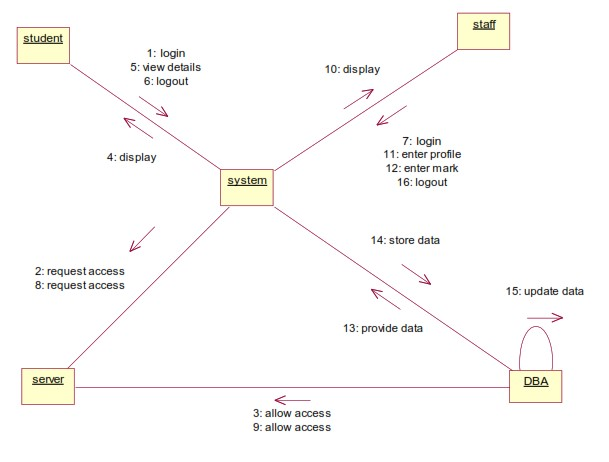 student
staff
1: login
5: view details
6: logout
10: display
4: display
7: login
11: enter profile
12: enter mark
16: logout
system
14: store data
2: request access
8: request access
15: update data
13: provide data
server
DBA
3: allow access
9: allow access